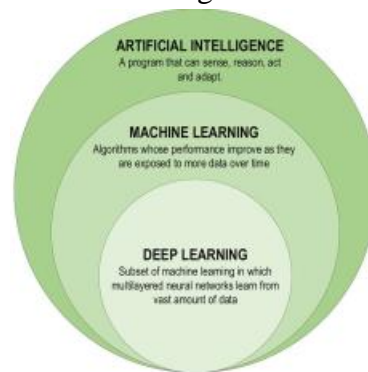 ARTIFICIAL INTELLIGENCE
A program that can sense, reason, act
and adapt.
MACHINE LEARNING
Algorithms whose performance improve as they
are exposed to more data over time
DEEP LEARNING
Subset of machine learning in which
multilayered neural networks learn from
vast amount of data